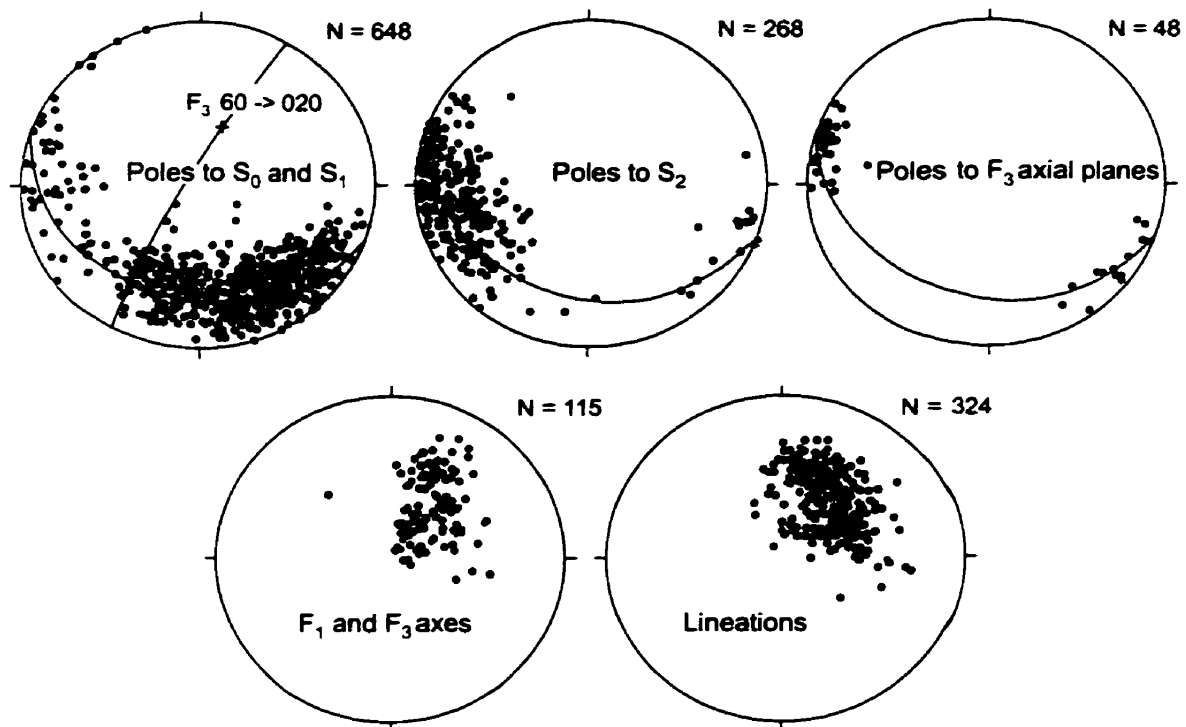 N = 648
F₃ 60 -> 020
Poles to S₀ and S₁
N = 268
Poles to S₂
N = 48
Poles to F₃ axial planes
N = 115
F₁ and F₃ axes
N = 324
Lineations